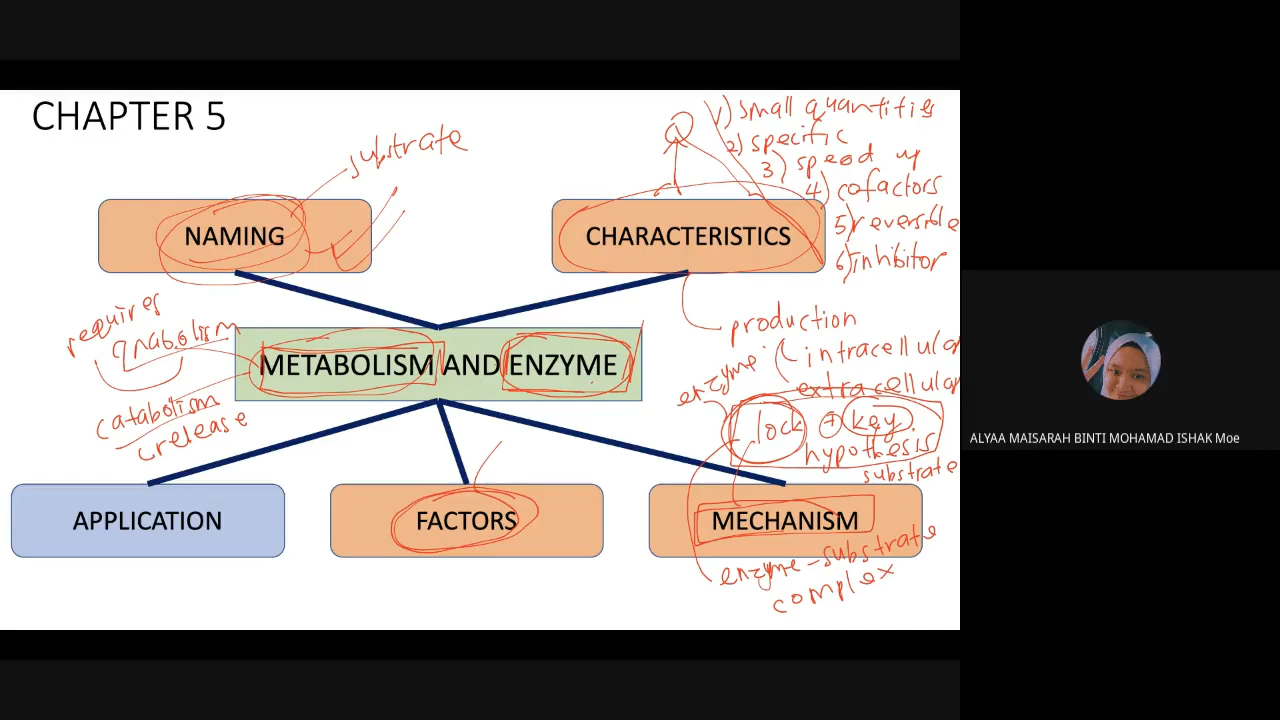 CHAPTER 5
substrate
1) small quantities
2) specific
3) speed up
4) cofactors
5) reversible
6) inhibitor
NAMING
CHARACTERISTICS
requires
anabolism
catabolism
release
METABOLISM AND ENZYME
production
intracellular
extracellular
enzyme
lock + key
hypothesis
substrate
APPLICATION
FACTORS
MECHANISM
enzyme-substrate
complex
ALYAA MAISARAH BINTI MOHAMAD ISHAK Moe